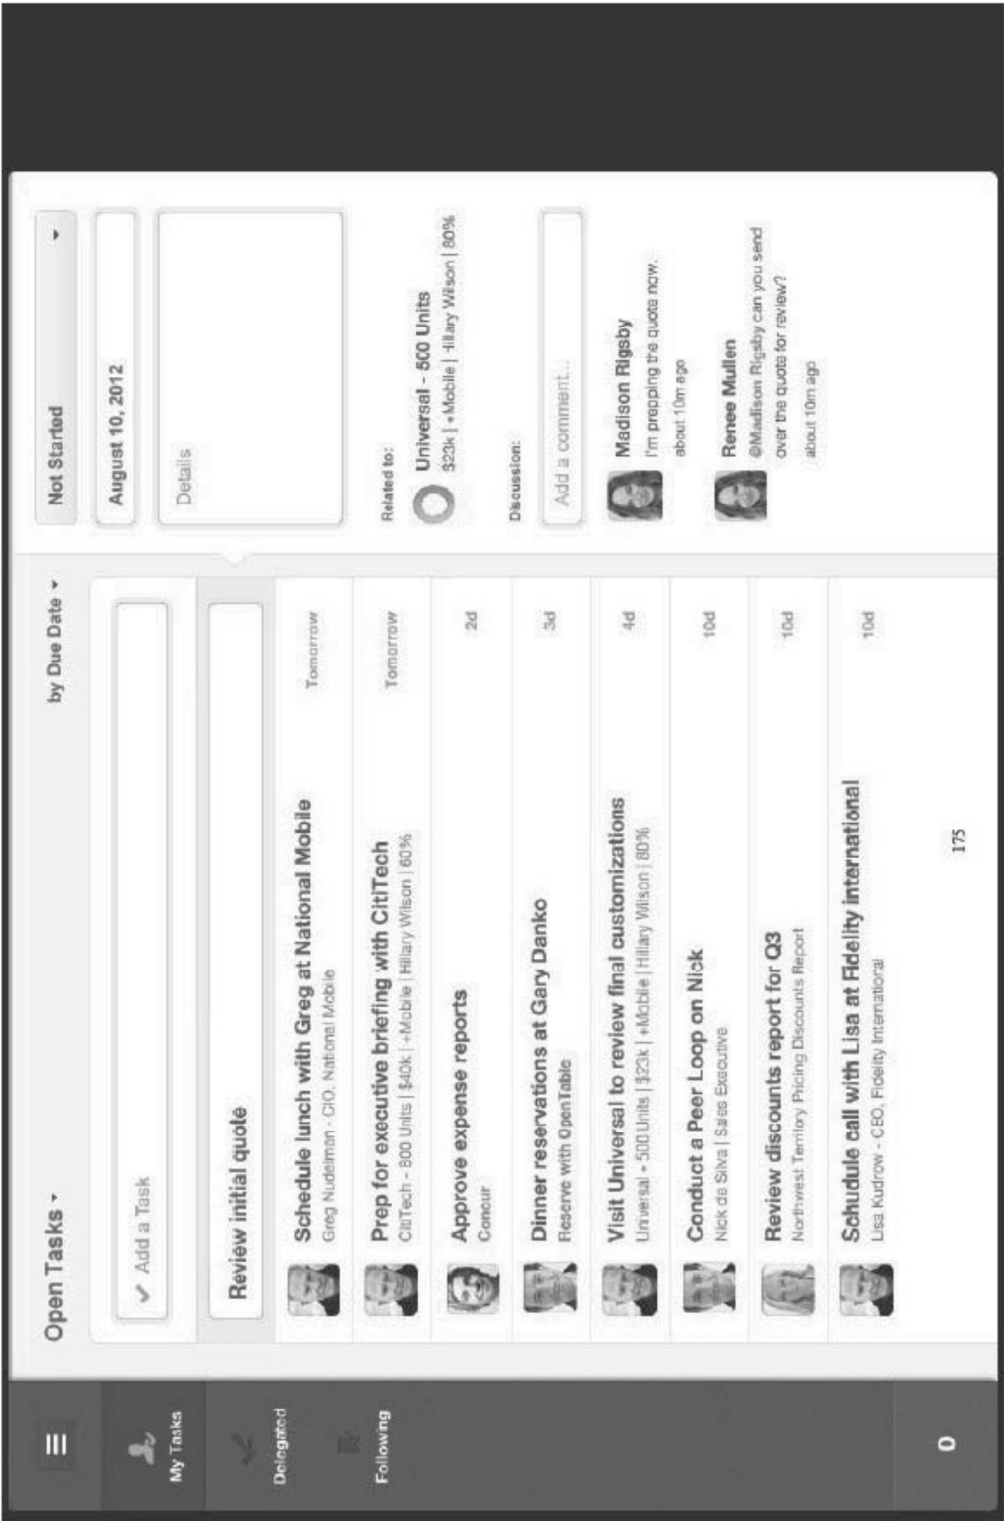 My Tasks
Delegated
Following
0
Open Tasks
by Due Date
Add a Task
Review initial quote
Schedule lunch with Greg at National Mobile
Greg Nudelman - CIO, National Mobile
Tomorrow
Prep for executive briefing with CitiTech
CitiTech - 800 Units | $40k | +Mobile | Hillary Wilson | 60%
Tomorrow
Approve expense reports
Concur
2d
Dinner reservations at Gary Danko
Reserve with OpenTable
3d
Visit Universal to review final customizations
Universal - 500 Units | $23k | +Mobile | Hillary Wilson | 80%
4d
Conduct a Peer Loop on Nick
Nick de Silva | Sales Executive
10d
Review discounts report for Q3
Northwest Territory Pricing Discounts Report
10d
Schudule call with Lisa at Fidelity international
Lisa Kudrow - CEO, Fidelity International
10d
Not Started
August 10, 2012
Details
Related to:
Universal - 500 Units
$23k | +Mobile | Hillary Wilson | 80%
Discussion:
Add a comment...
Madison Rigsby
I'm prepping the quote now.
about 10m ago
Renee Mullen
@Madison Rigsby can you send
over the quote for review?
about 10m ago
175